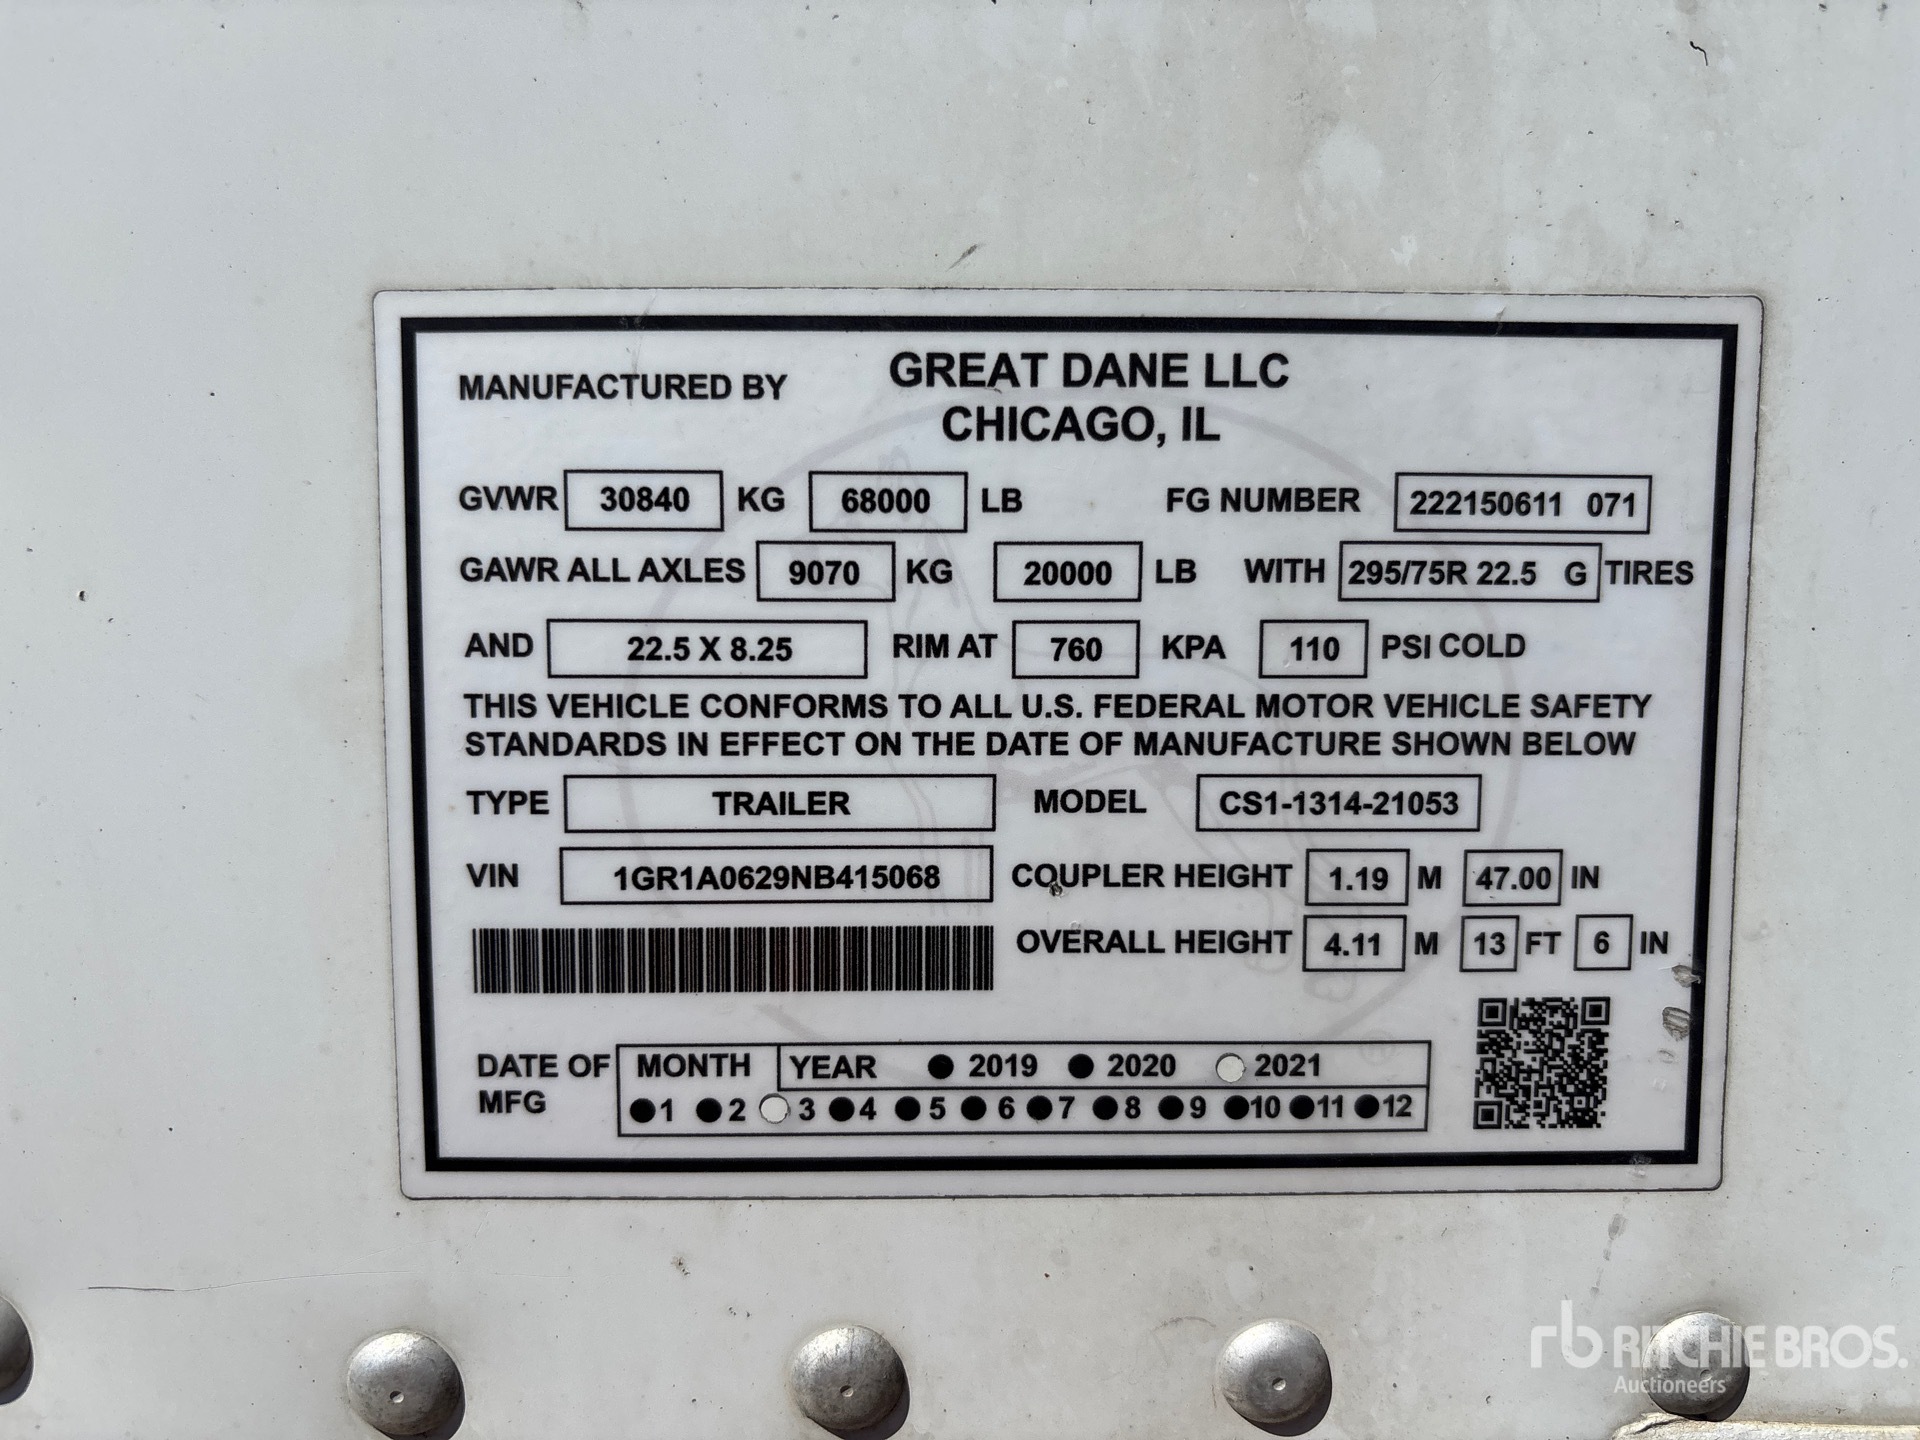 MANUFACTURED BY GREAT DANE LLC
CHICAGO, IL
GVWR 30840 KG 68000 LB FG NUMBER 222150611 071
GAWR ALL AXLES 9070 KG 20000 LB WITH 295/75R 22.5 G TIRES
AND 22.5 X 8.25 RIM AT 760 KPA 110 PSI COLD
THIS VEHICLE CONFORMS TO ALL U.S. FEDERAL MOTOR VEHICLE SAFETY
STANDARDS IN EFFECT ON THE DATE OF MANUFACTURE SHOWN BELOW
TYPE TRAILER MODEL CS1-1314-21053
VIN 1GR1A0629NB415068 COUPLER HEIGHT 1.19 M 47.00 IN
OVERALL HEIGHT 4.11 M 13 FT 6 IN
DATE OF MFG MONTH YEAR 2019 2020 2021
1 2 3 4 5 6 7 8 9 10 11 12
rb RITCHIE BROS.
Auctioneers